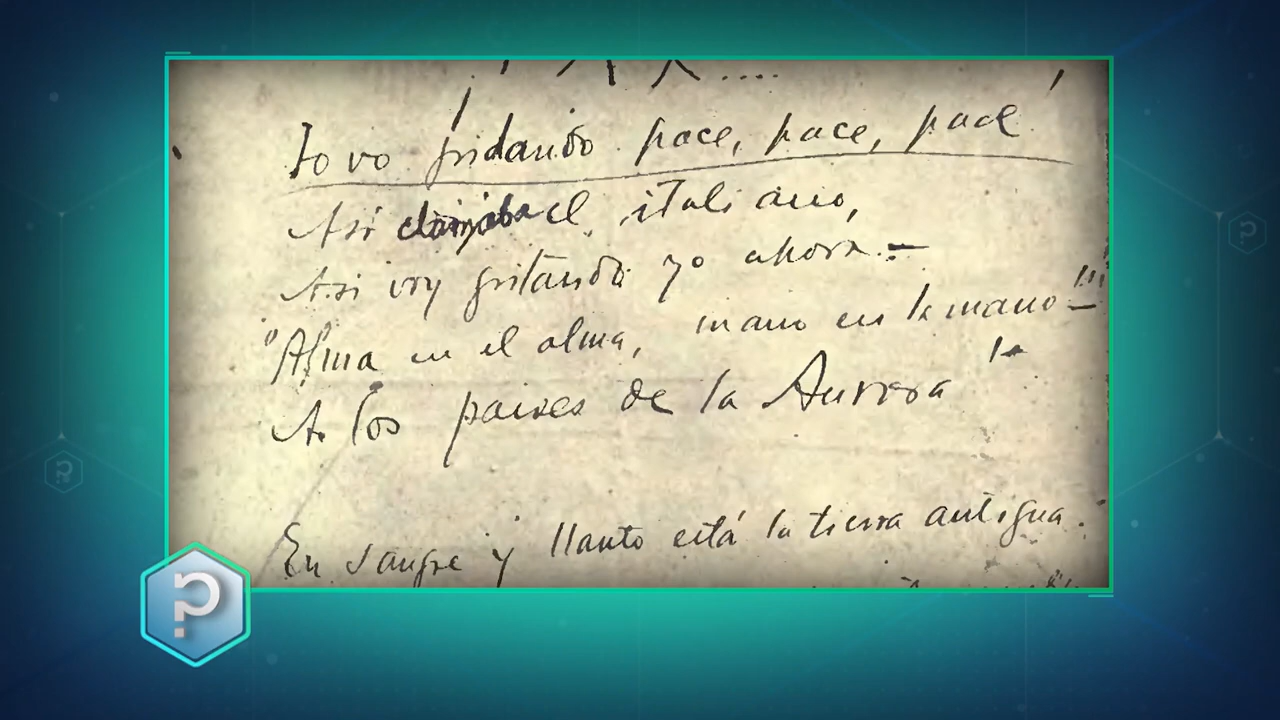 Io vo gridando pace, pace, pace
Así clamaba el italiano,
Así voy gritando yo ahora.—
"Alma en el alma, mano en la mano—"
A los países de la Aurora
En sangre y llanto está la tierra antigua.